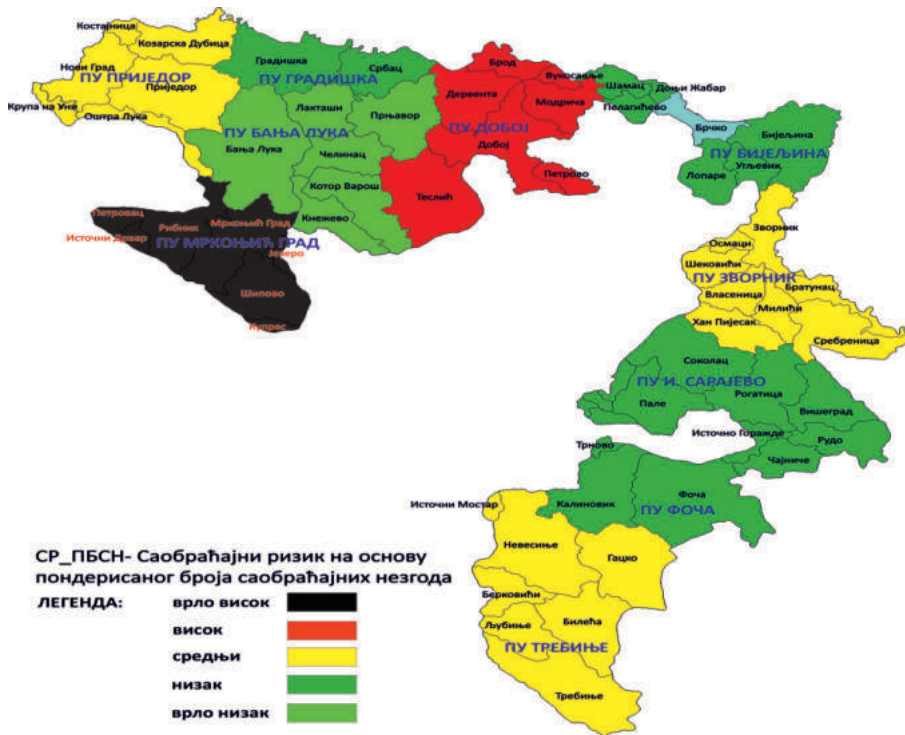 Костајница
Козарска Дубица
Нови Град
ПУ ПРИЈЕДОР
Приједор
Крупа на Уни
Оштра Лука
Градишка
Србац
ПУ ГРАДИШКА
Лакташи
Прњавор
ПУ БАЊА ЛУКА
Бања Лука
Челинац
Котор Варош
Кнежево
Брод
Вукосавље
Дервента
Модрича
ПУ ДОБОЈ
Добој
Петрово
Теслић
Шамац
Доњи Жабар
Пелагићево
Брчко
Бијељина
ПУ БИЈЕЉИНА
Угљевик
Лопаре
Петровац
Рибник
Мркоњић Град
Источни Дрвар
ПУ МРКОЊИЋ ГРАД
Језеро
Шипово
Купрес
Зворник
Осмаци
Шековићи
ПУ ЗВОРНИК
Братунац
Власеница
Милићи
Хан Пијесак
Сребреница
Соколац
ПУ И. САРАЈЕВО
Рогатица
Пале
Вишеград
Источно Горажде
Рудо
Трново
Чајниче
Фоча
Калиновик
ПУ ФОЧА
Источни Мостар
Невесиње
Гацко
Берковићи
Љубиње
Билећа
ПУ ТРЕБИЊЕ
Требиње
СР_ПБСН- Саобраћајни ризик на основу
пондерисаног броја саобраћајних незгода
ЛЕГЕНДА:
врло висок
висок
средњи
низак
врло низак